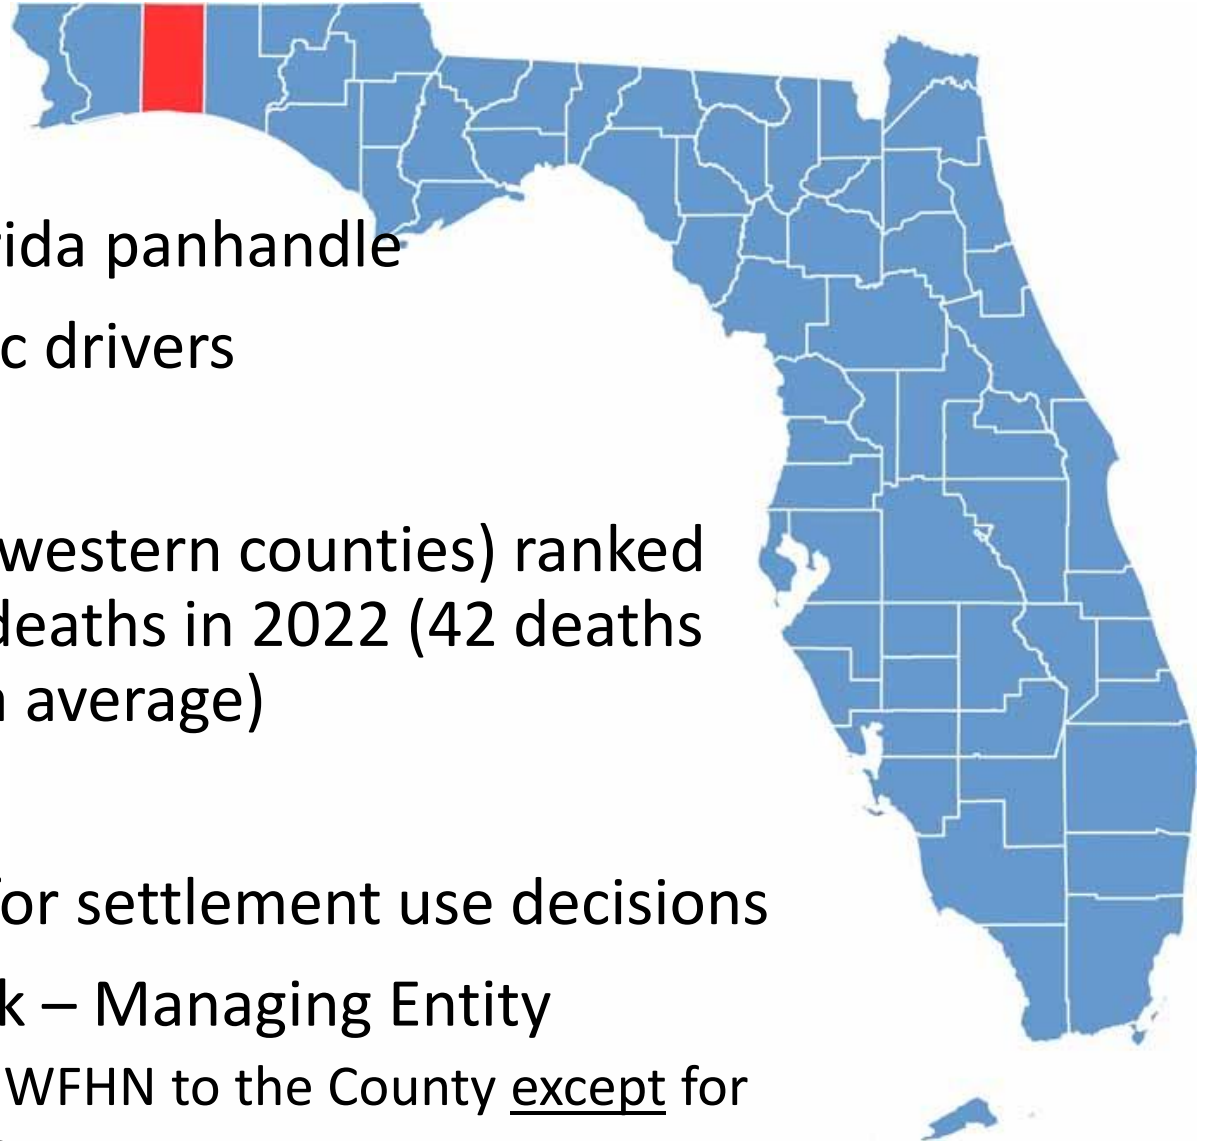 ida panhandle
c drivers
western counties) ranked
deaths in 2022 (42 deaths
average)
or settlement use decisions
k – Managing Entity
WFHN to the County except for